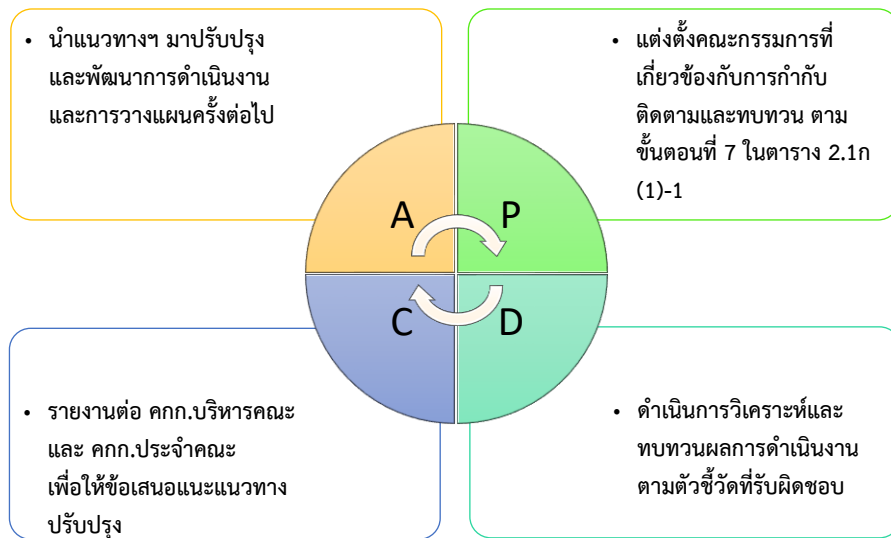 • นำแนวทางฯ มาปรับปรุง
และพัฒนาการดำเนินงาน
และการวางแผนครั้งต่อไป
• แต่งตั้งคณะกรรมการที่
เกี่ยวข้องกับการกำกับ
ติดตามและทบทวน ตาม
ขั้นตอนที่ 7 ในตาราง 2.1ก
(1)-1
A
P
C
D
• รายงานต่อ คกก.บริหารคณะ
และ คกก.ประจำคณะ
เพื่อให้ข้อเสนอแนะแนวทาง
ปรับปรุง
• ดำเนินการวิเคราะห์และ
ทบทวนผลการดำเนินงาน
ตามตัวชี้วัดที่รับผิดชอบ